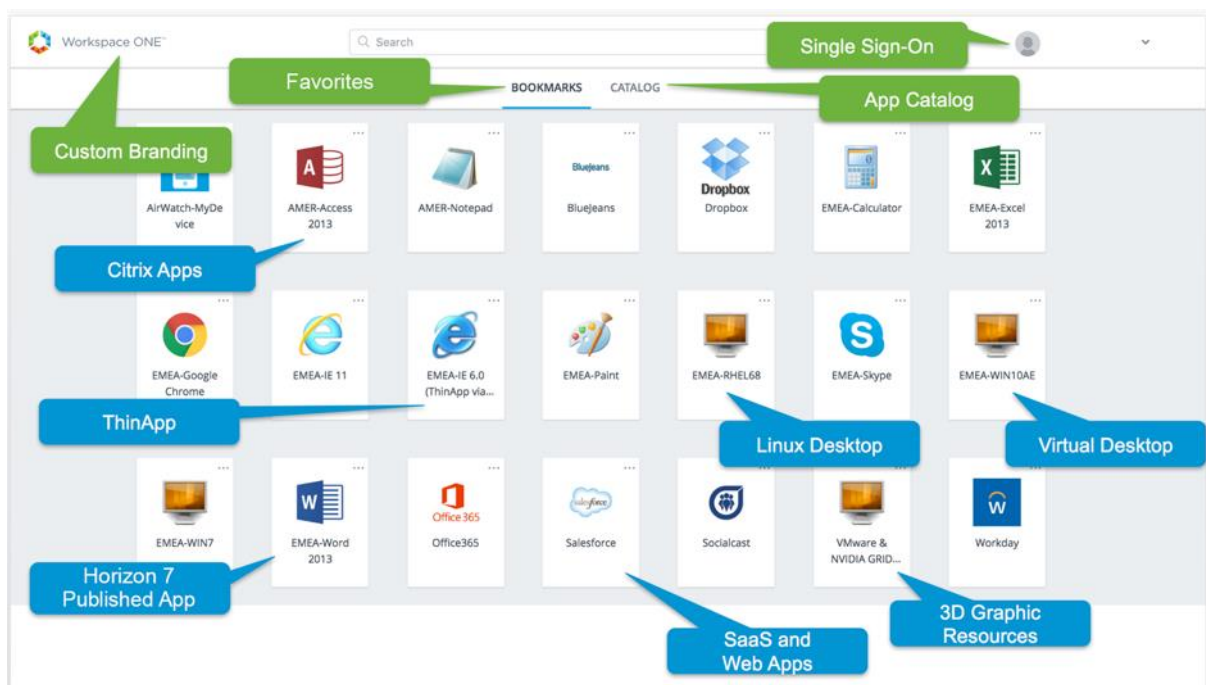 Workspace ONE™
Search
Single Sign-On
Favorites
BOOKMARKS
CATALOG
App Catalog
Custom Branding
AirWatch-MyDe
vice
AMER-Access
2013
AMER-Notepad
BlueJeans
BlueJeans
Dropbox
Dropbox
EMEA-Calculator
EMEA-Excel
2013
Citrix Apps
EMEA-Google
Chrome
EMEA-IE 11
EMEA-IE 6.0
(ThinApp via...
EMEA-Paint
EMEA-RHEL68
EMEA-Skype
EMEA-WIN10AE
ThinApp
Linux Desktop
Virtual Desktop
EMEA-WIN7
EMEA-Word
2013
Office 365
Office365
salesforce
Salesforce
Socialcast
VMware &
NVIDIA GRID...
Workday
Horizon 7
Published App
SaaS and
Web Apps
3D Graphic
Resources